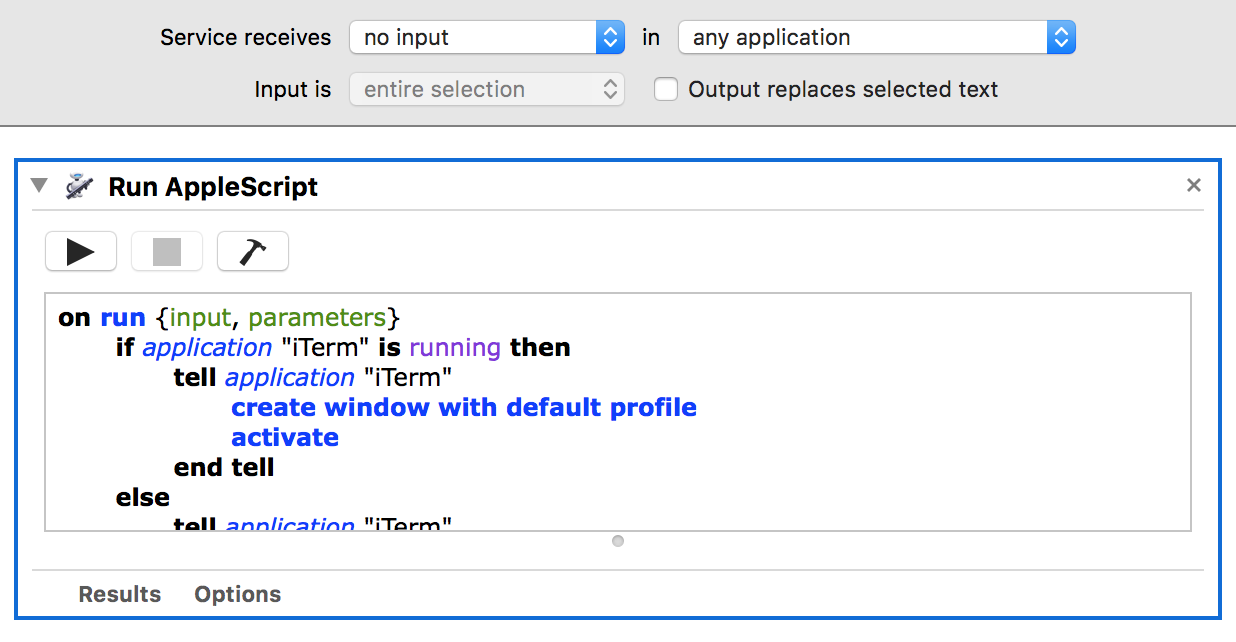 Service receives no input in any application
Input is entire selection Output replaces selected text
Run AppleScript
on run {input, parameters}
if application "iTerm" is running then
tell application "iTerm"
create window with default profile
activate
end tell
else
tell application "iTerm"
Results Options